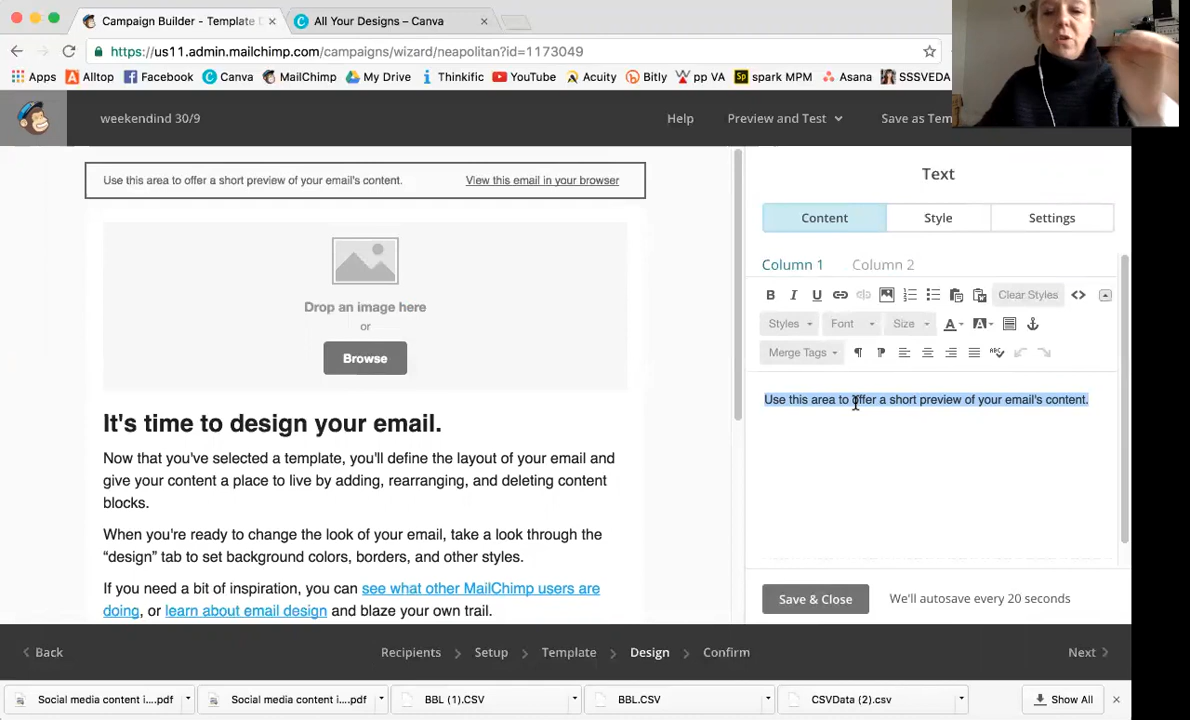 Campaign Builder - Template D
All Your Designs – Canva
https://us11.admin.mailchimp.com/campaigns/wizard/neapolitan?id=1173049
Apps
Alltop
Facebook
Canva
MailChimp
My Drive
Thinkific
YouTube
Acuity
Bitly
pp VA
Sp spark MPM
Asana
SSSVEDA
weekendind 30/9
Help
Preview and Test
Save as Tem
Use this area to offer a short preview of your email's content.
View this email in your browser
Drop an image here
or
Browse
It's time to design your email.
Now that you've selected a template, you'll define the layout of your email and
give your content a place to live by adding, rearranging, and deleting content
blocks.
When you're ready to change the look of your email, take a look through the
“design” tab to set background colors, borders, and other styles.
If you need a bit of inspiration, you can see what other MailChimp users are
doing, or learn about email design and blaze your own trail.
Text
Content
Style
Settings
Column 1
Column 2
B I U
Clear Styles
Styles
Font
Size
A
A
Merge Tags
Use this area to offer a short preview of your email's content.
Save & Close
We'll autosave every 20 seconds
Back
Recipients
Setup
Template
Design
Confirm
Next
Social media content i....pdf
Social media content i....pdf
BBL (1).CSV
BBL.CSV
CSVData (2).csv
Show All